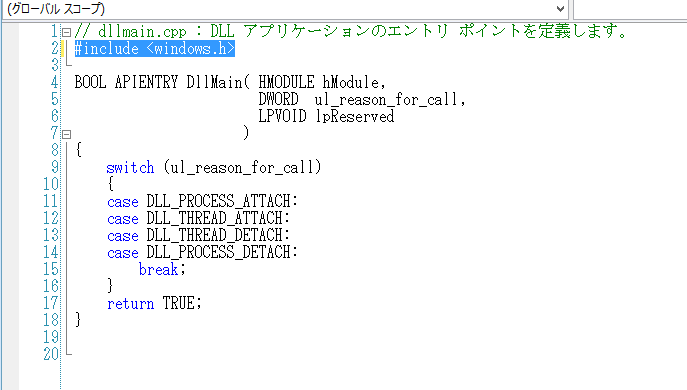 (グローバル スコープ)
1 // dllmain.cpp : DLL アプリケーションのエントリ ポイントを定義します。
2 #include <windows.h>
3
4 BOOL APIENTRY DllMain( HMODULE hModule,
5                        DWORD  ul_reason_for_call,
6                        LPVOID lpReserved
7                      )
8 {
9     switch (ul_reason_for_call)
10     {
11     case DLL_PROCESS_ATTACH:
12     case DLL_THREAD_ATTACH:
13     case DLL_THREAD_DETACH:
14     case DLL_PROCESS_DETACH:
15         break;
16     }
17     return TRUE;
18 }
19
20